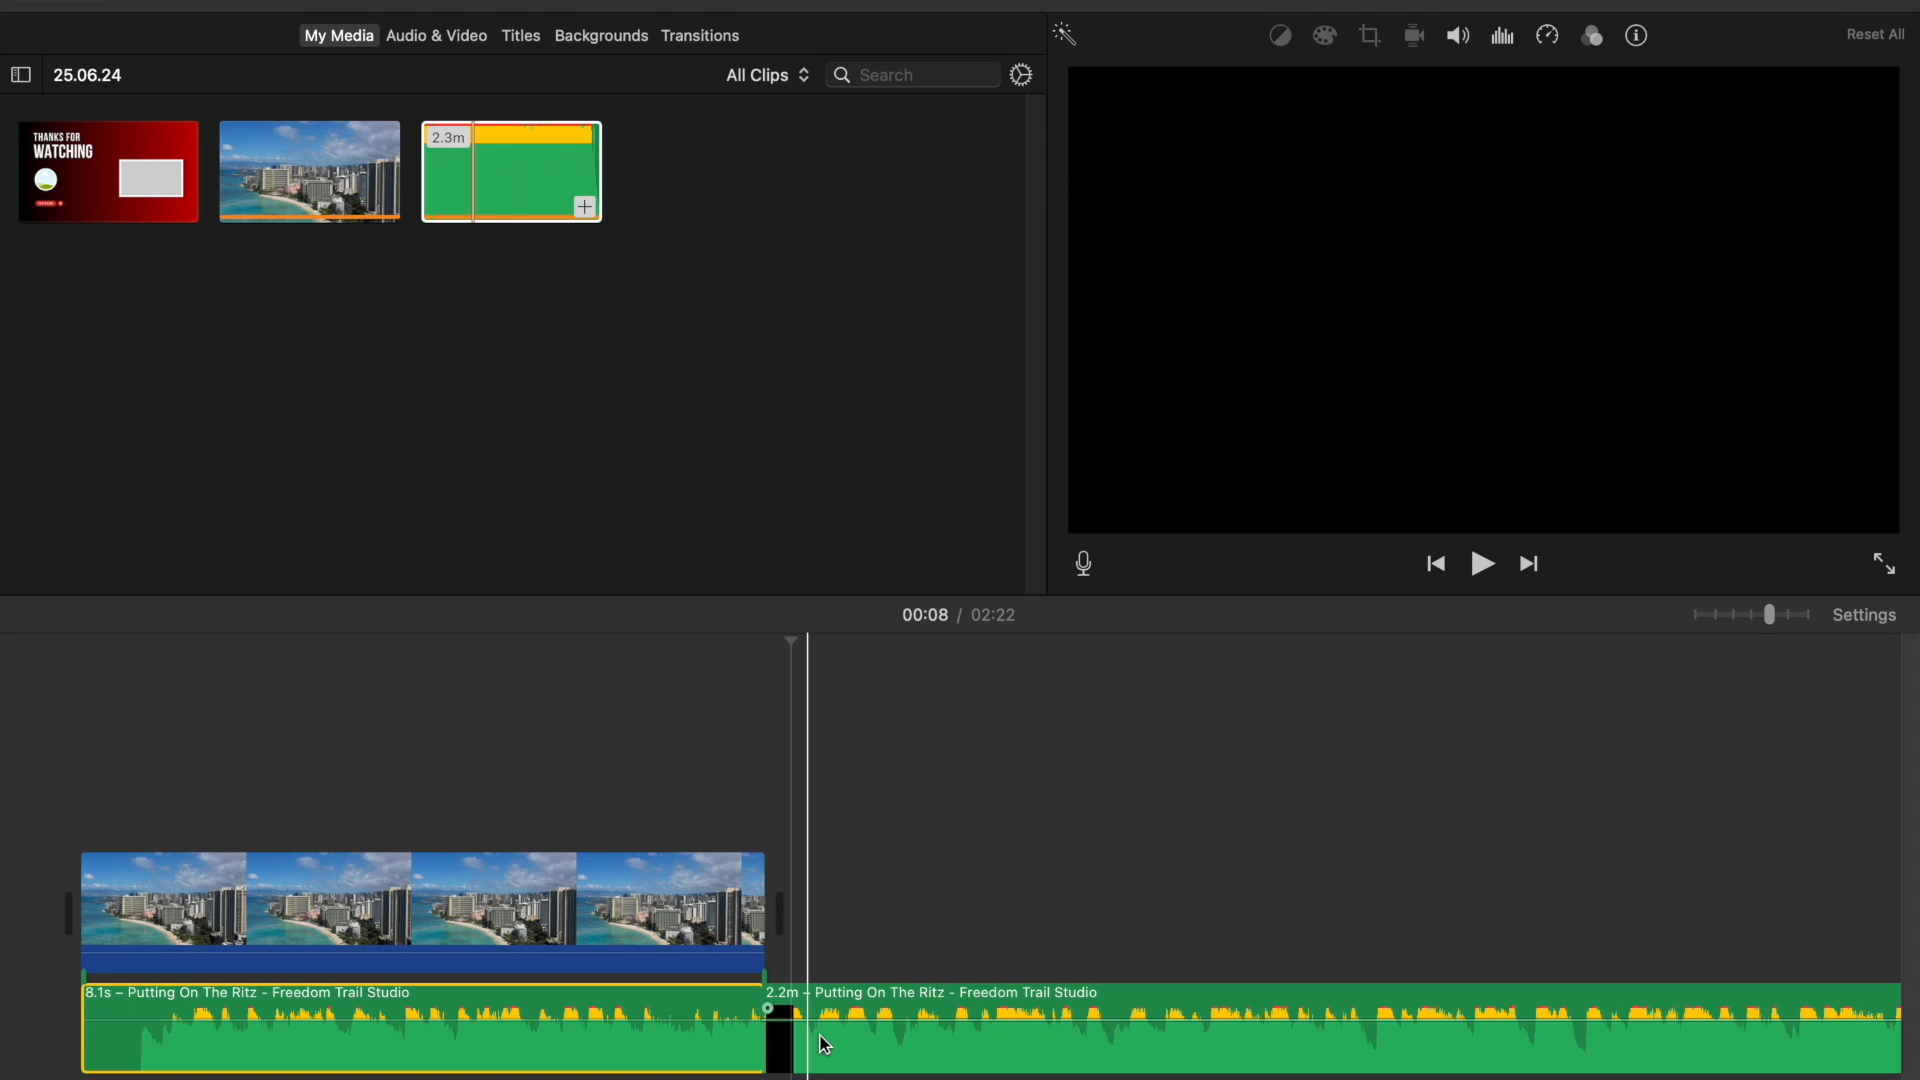 My Media Audio & Video Titles Backgrounds Transitions
Reset All
25.06.24
All Clips
Search
THANKS FOR
WATCHING
2.3m
00:08 / 02:22
Settings
8.1s – Putting On The Ritz - Freedom Trail Studio
2.2m – Putting On The Ritz - Freedom Trail Studio